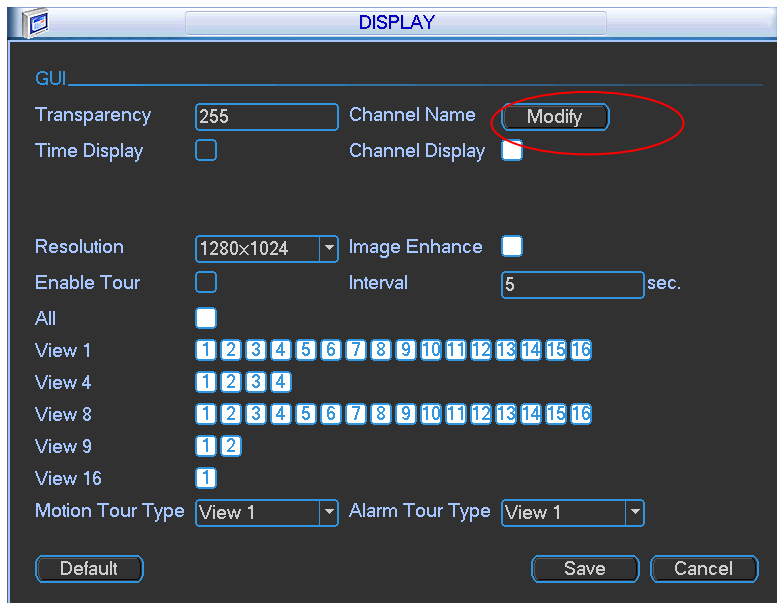 DISPLAY
GUI
Transparency 255 Channel Name Modify
Time Display Channel Display
Resolution 1280×1024 Image Enhance
Enable Tour Interval 5 sec.
All
View 1 1 2 3 4 5 6 7 8 9 10 11 12 13 14 15 16
View 4 1 2 3 4
View 8 1 2 3 4 5 6 7 8 9 10 11 12 13 14 15 16
View 9 1 2
View 16 1
Motion Tour Type View 1 Alarm Tour Type View 1
Default Save Cancel